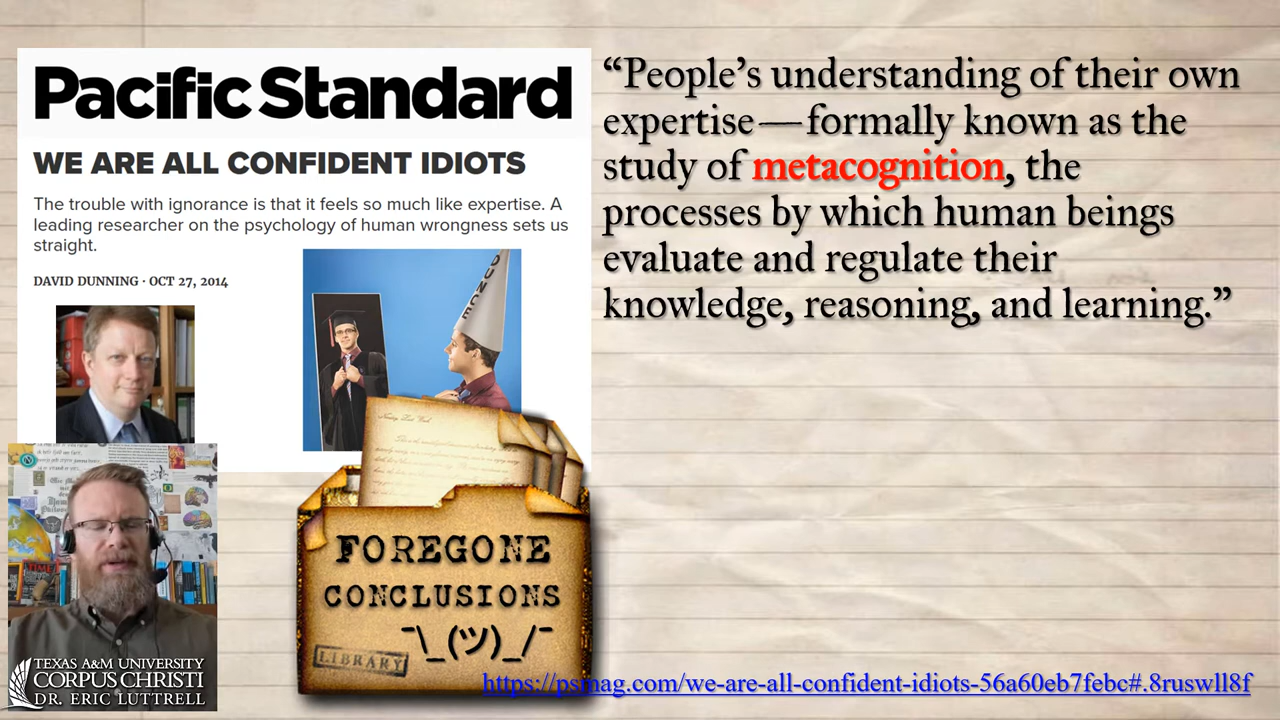 Pacific Standard
WE ARE ALL CONFIDENT IDIOTS
The trouble with ignorance is that it feels so much like expertise. A
leading researcher on the psychology of human wrongness sets us
straight.
DAVID DUNNING · OCT 27, 2014
DUNCE
“People’s understanding of their own
expertise—formally known as the
study of metacognition, the
processes by which human beings
evaluate and regulate their
knowledge, reasoning, and learning.”
FOREGONE
CONCLUSIONS
¯\_(ツ)_/¯
LIBRARY
TIME
TEXAS A&M UNIVERSITY
CORPUS CHRISTI
DR. ERIC LUTTRELL
https://psmag.com/we-are-all-confident-idiots-56a60eb7febc#.8ruswll8f